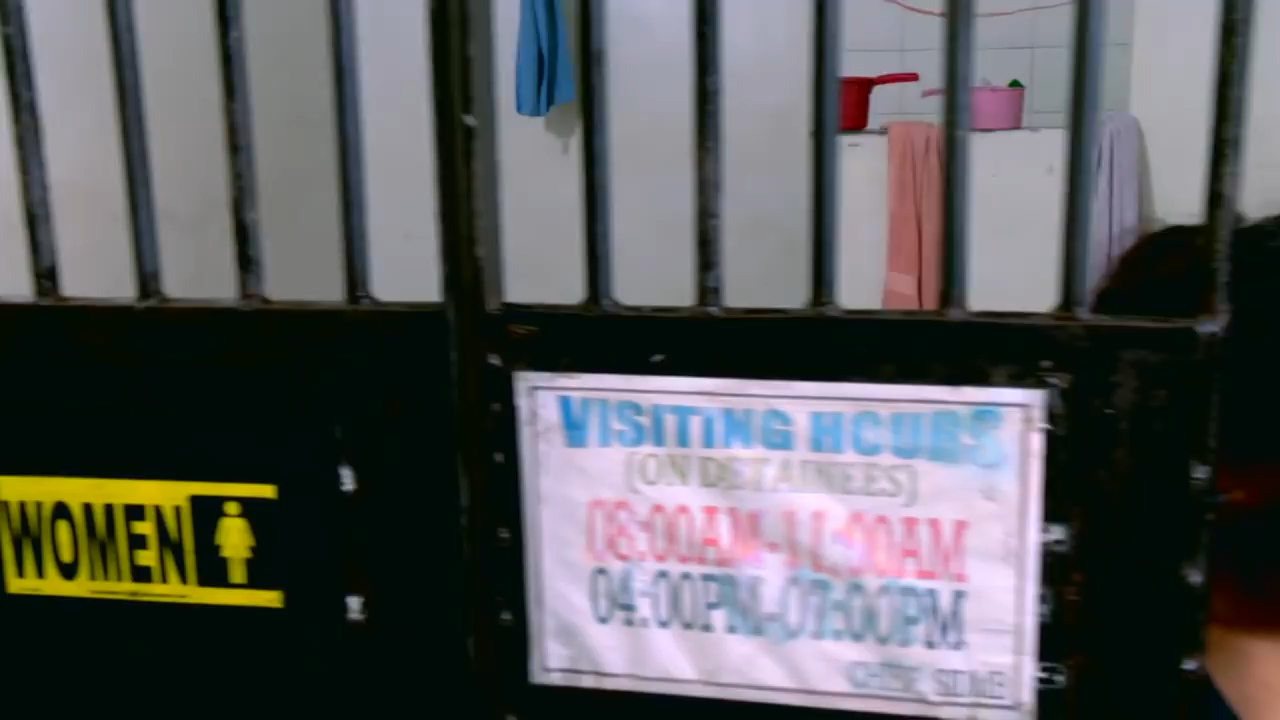 VISITING HOURS
(ON DETAINEES)
08:00AM-11:00AM
04:00PM-07:00PM
WOMEN